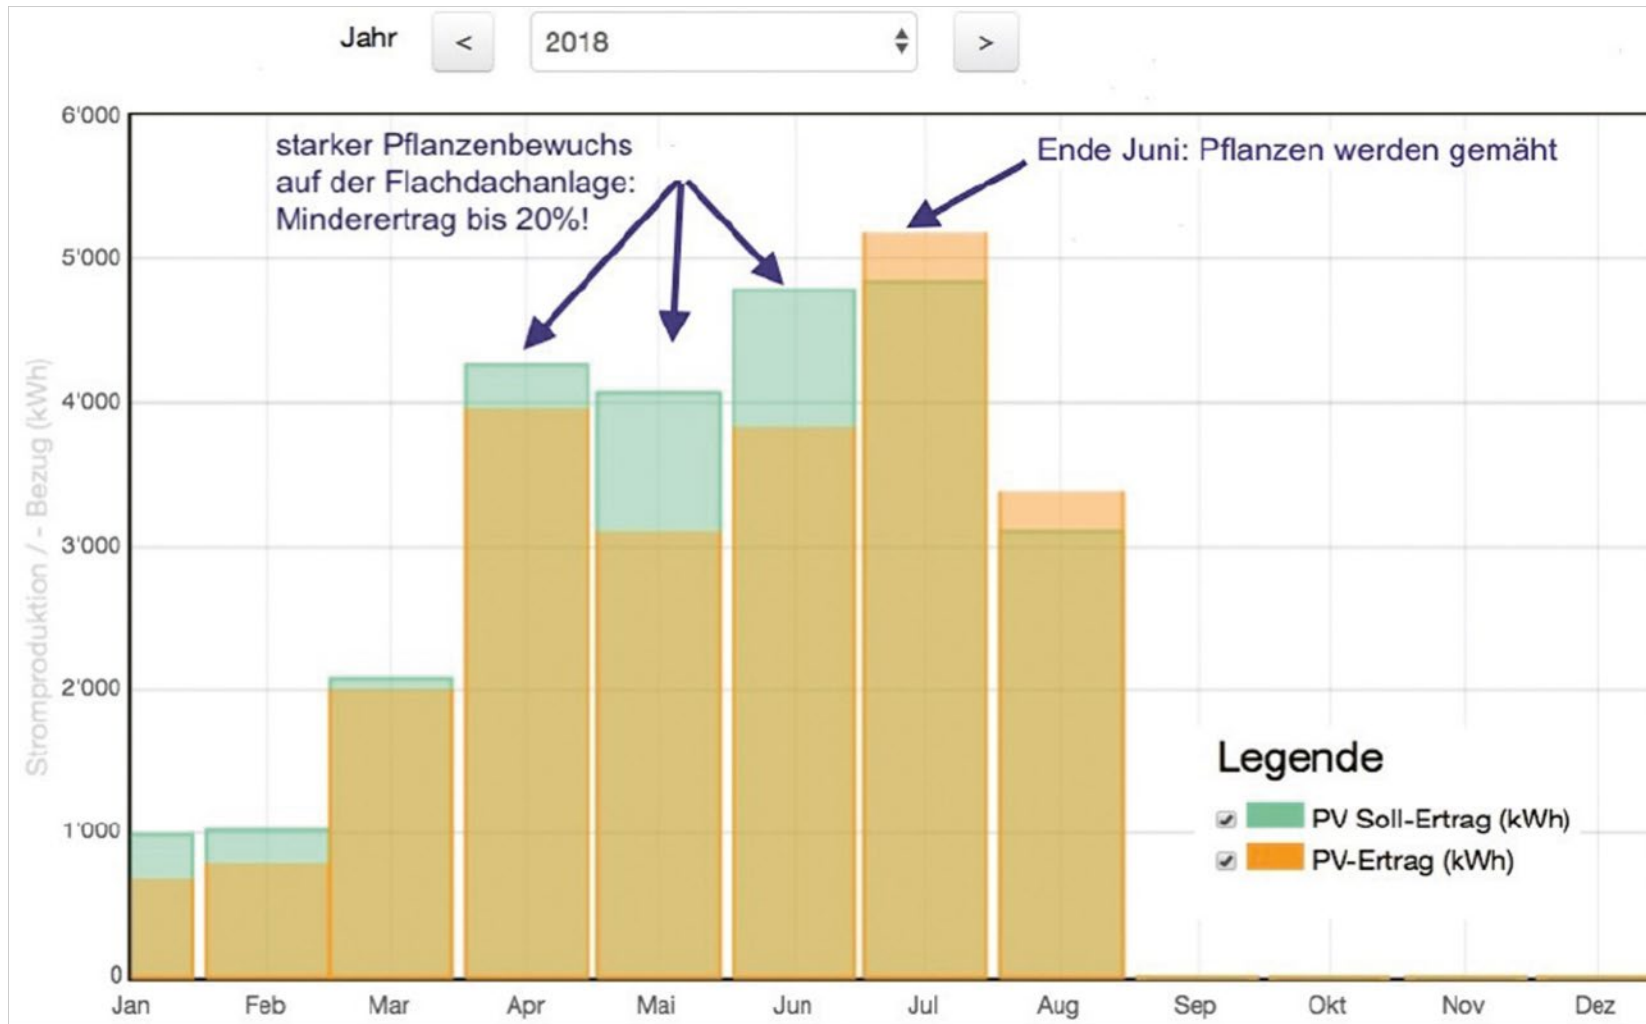 Jahr < 2018 >
6'000
starker Pflanzenbewuchs
auf der Flachdachanlage:
Minderertrag bis 20%!
Ende Juni: Pflanzen werden gemäht
5'000
4'000
3'000
2'000
1'000
0
Stromproduktion / - Bezug (kWh)
Legende
PV Soll-Ertrag (kWh)
PV-Ertrag (kWh)
Jan Feb Mar Apr Mai Jun Jul Aug Sep Okt Nov Dez